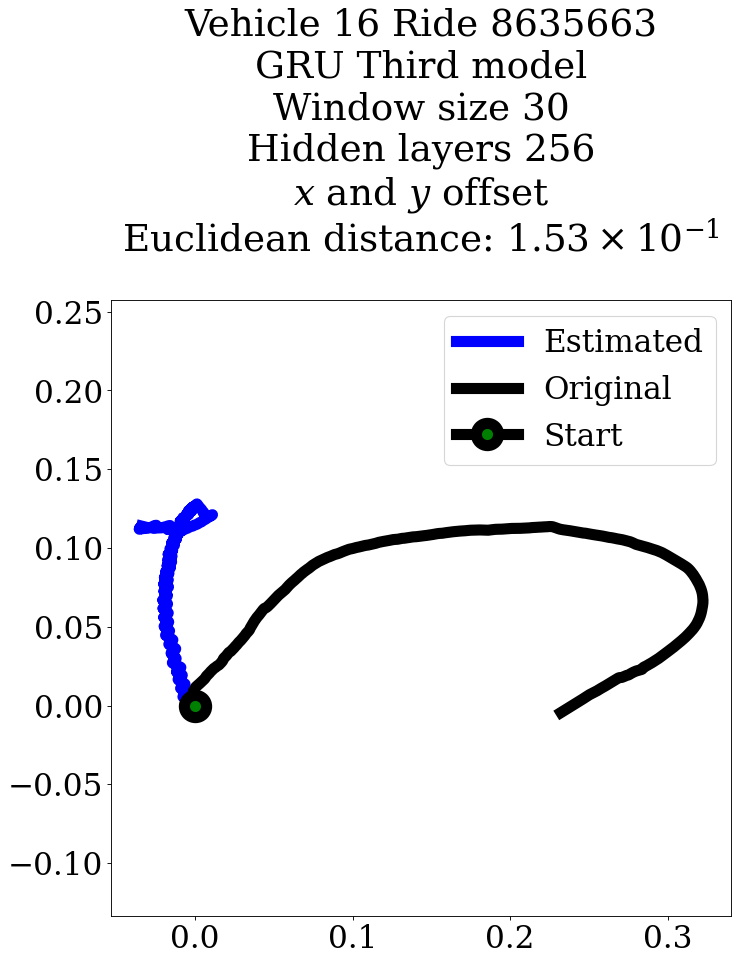 Vehicle 16 Ride 8635663
GRU Third model
Window size 30
Hidden layers 256
x and y offset
Euclidean distance: 1.53 × 10⁻¹
Estimated
Original
Start
0.25
0.20
0.15
0.10
0.05
0.00
−0.05
−0.10
0.0 0.1 0.2 0.3